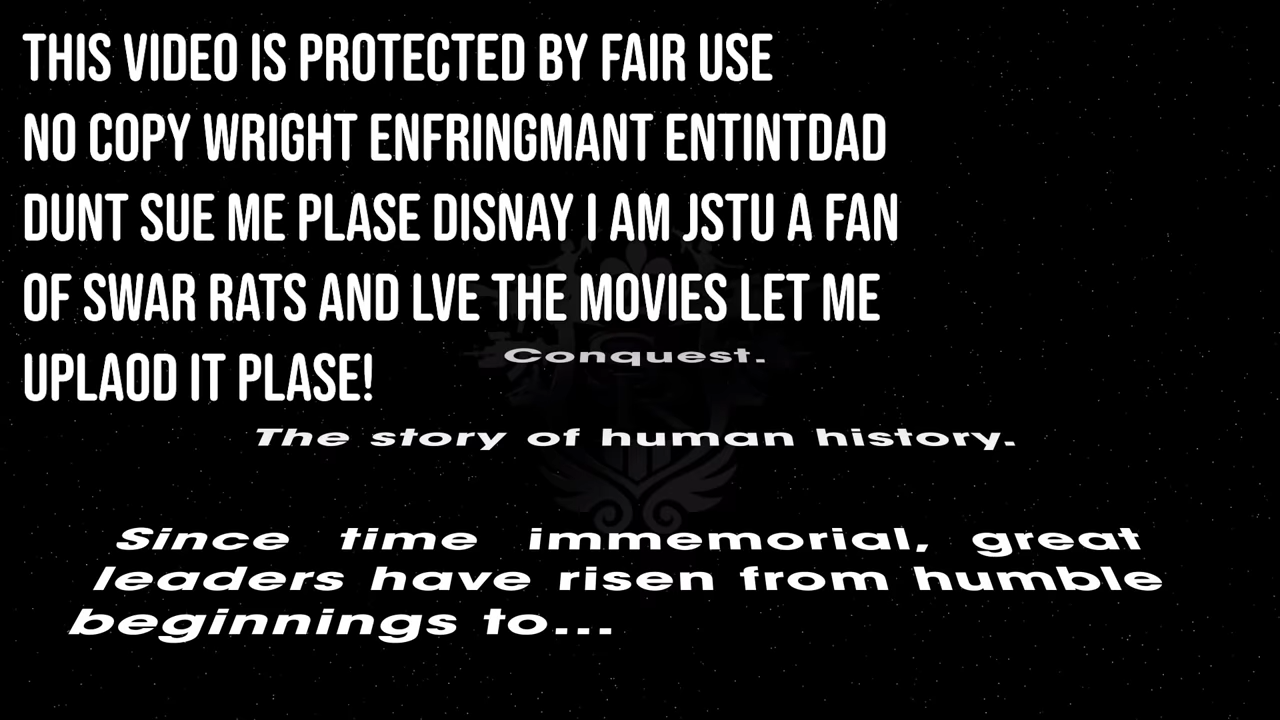 THIS VIDEO IS PROTECTED BY FAIR USE
NO COPY WRIGHT ENFRINGMANT ENTINTDAD
DUNT SUE ME PLASE DISNAY I AM JSTU A FAN
OF SWAR RATS AND LVE THE MOVIES LET ME
UPLAOD IT PLASE!
Conquest.
The story of human history.
Since time immemorial, great
leaders have risen from humble
beginnings to...